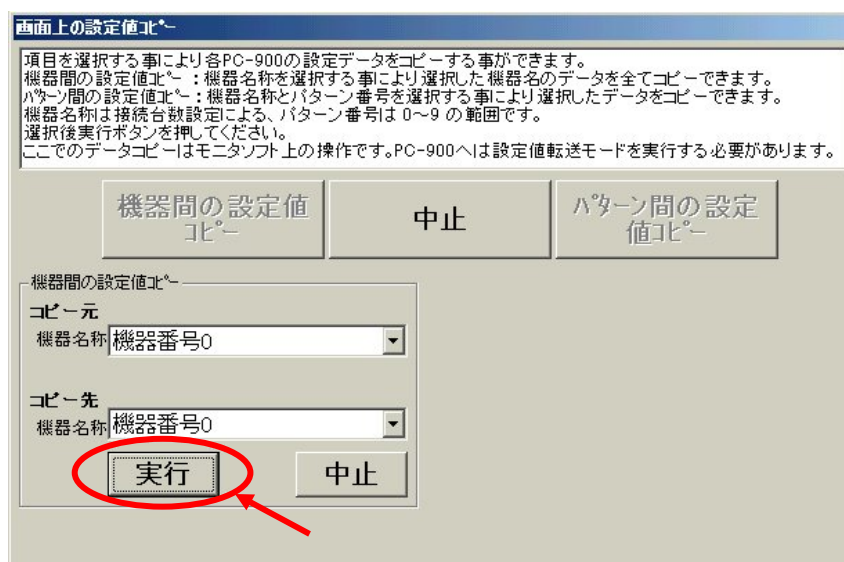 画面上の設定値ｺﾋﾟｰ
項目を選択する事により各PC-900の設定データをコピーする事ができます。
機器間の設定値ｺﾋﾟｰ：機器名称を選択する事により選択した機器名のデータを全てコピーできます。
ﾊﾟﾀｰﾝ間の設定値ｺﾋﾟｰ：機器名称とパターン番号を選択する事により選択したデータをコピーできます。
機器名称は接続台数設定による、パターン番号は 0～9 の範囲です。
選択後実行ボタンを押してください。
ここでのデータコピーはモニタソフト上の操作です。PC-900へは設定値転送モードを実行する必要があります。
機器間の設定値
ｺﾋﾟｰ
中止
ﾊﾟﾀｰﾝ間の設定
値ｺﾋﾟｰ
機器間の設定値ｺﾋﾟｰ
コピー元
機器名称 機器番号0
コピー先
機器名称 機器番号0
実行 中止